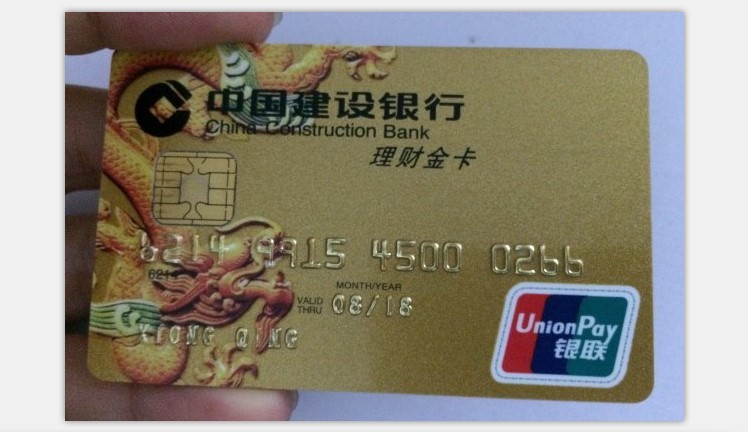 中国建设银行
China Construction Bank
理财金卡
6214 9915 4500 0266
6214
MONTH/YEAR
VALID THRU 08/18
XIONG QING
UnionPay
银联